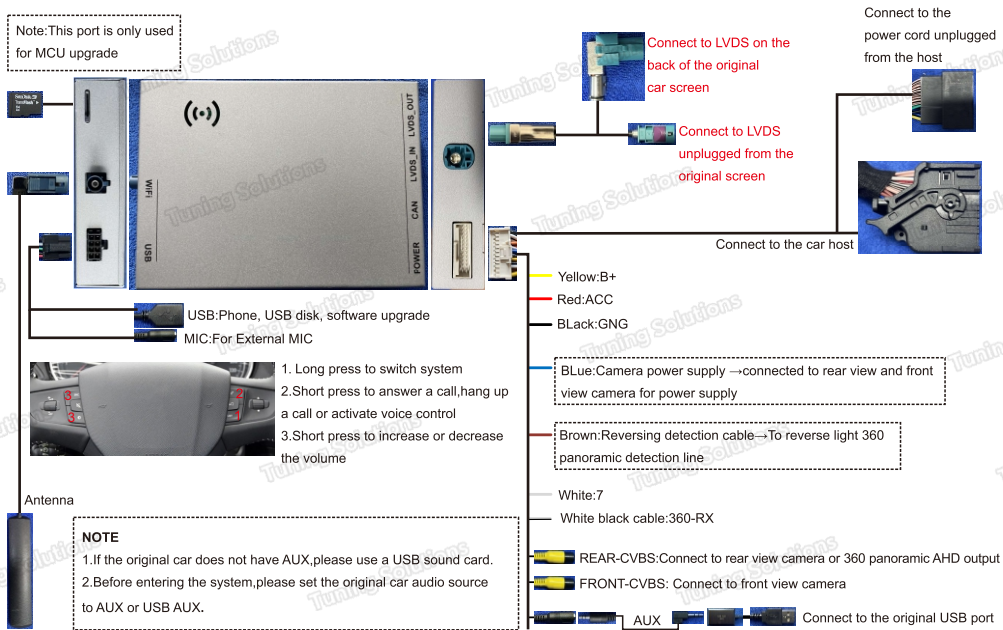 Note:This port is only used
for MCU upgrade
Connect to LVDS on the
back of the original
car screen
Connect to the
power cord unplugged
from the host
Connect to LVDS
unplugged from the
original screen
LVDS_OUT
LVDS_IN
CAN
POWER
WiFi
USB
Connect to the car host
Yellow:B+
Red:ACC
BLack:GNG
USB:Phone, USB disk, software upgrade
MIC:For External MIC
1. Long press to switch system
2.Short press to answer a call,hang up
a call or activate voice control
3.Short press to increase or decrease
the volume
3
3
2
1
BLue:Camera power supply →connected to rear view and front
view camera for power supply
Brown:Reversing detection cable→To reverse light 360
panoramic detection line
White:7
White black cable:360-RX
Antenna
NOTE
1.If the original car does not have AUX,please use a USB sound card.
2.Before entering the system,please set the original car audio source
to AUX or USB AUX.
REAR-CVBS:Connect to rear view camera or 360 panoramic AHD output
FRONT-CVBS: Connect to front view camera
AUX
Connect to the original USB port
Tuning Solutions